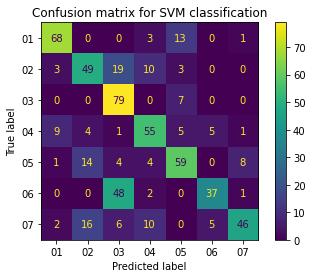 Confusion matrix for SVM classification
01 68 0 0 3 13 0 1
02 3 49 19 10 3 0 0
03 0 0 79 0 7 0 0
04 9 4 1 55 5 5 1
05 1 14 4 4 59 0 8
06 0 0 48 2 0 37 1
07 2 16 6 10 0 5 46
01 02 03 04 05 06 07
True label
Predicted label
70
60
50
40
30
20
10
0